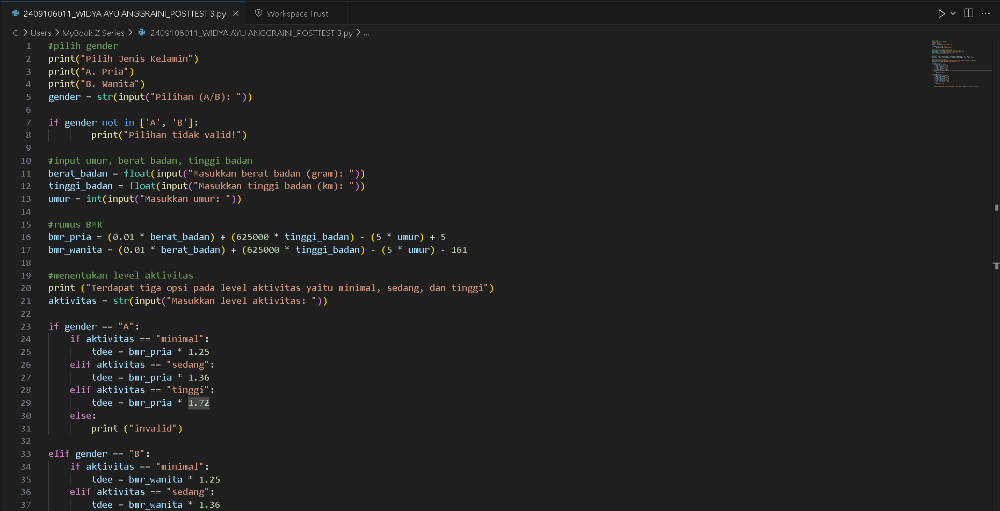 2409106011_WIDYA AYU ANGGRAINI_POSTTEST 3.py Workspace Trust
C: > Users > MyBook Z Series > 2409106011_WIDYA AYU ANGGRAINI_POSTTEST 3.py > ...
1 #pilih gender
2 print("Pilih Jenis Kelamin")
3 print("A. Pria")
4 print("B. Wanita")
5 gender = str(input("Pilihan (A/B): "))
6
7 if gender not in ['A', 'B']:
8         print("Pilihan tidak valid!")
9
10 #input umur, berat badan, tinggi badan
11 berat_badan = float(input("Masukkan berat badan (gram): "))
12 tinggi_badan = float(input("Masukkan tinggi badan (km): "))
13 umur = int(input("Masukkan umur: "))
14
15 #rumus BMR
16 bmr_pria = (0.01 * berat_badan) + (625000 * tinggi_badan) - (5 * umur) + 5
17 bmr_wanita = (0.01 * berat_badan) + (625000 * tinggi_badan) - (5 * umur) - 161
18
19 #menentukan level aktivitas
20 print ("Terdapat tiga opsi pada level aktivitas yaitu minimal, sedang, dan tinggi")
21 aktivitas = str(input("Masukkan level aktivitas: "))
22
23 if gender == "A":
24     if aktivitas == "minimal":
25         tdee = bmr_pria * 1.25
26     elif aktivitas == "sedang":
27         tdee = bmr_pria * 1.36
28     elif aktivitas == "tinggi":
29         tdee = bmr_pria * 1.72
30     else:
31         print ("invalid")
32
33 elif gender == "B":
34     if aktivitas == "minimal":
35         tdee = bmr_wanita * 1.25
36     elif aktivitas == "sedang":
37         tdee = bmr_wanita * 1.36